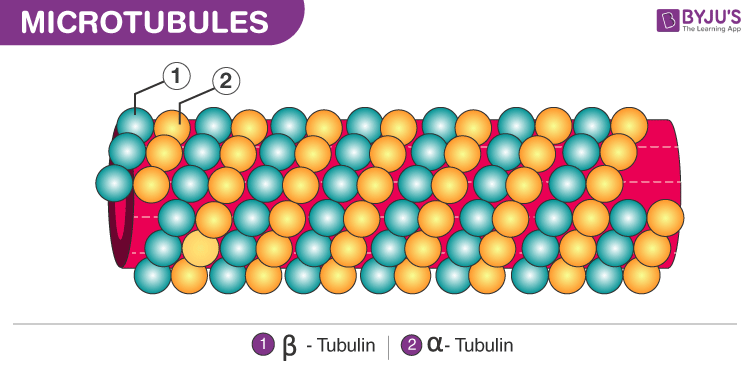 MICROTUBULES
BYJU'S
The Learning App
1
2
1 β - Tubulin | 2 α- Tubulin